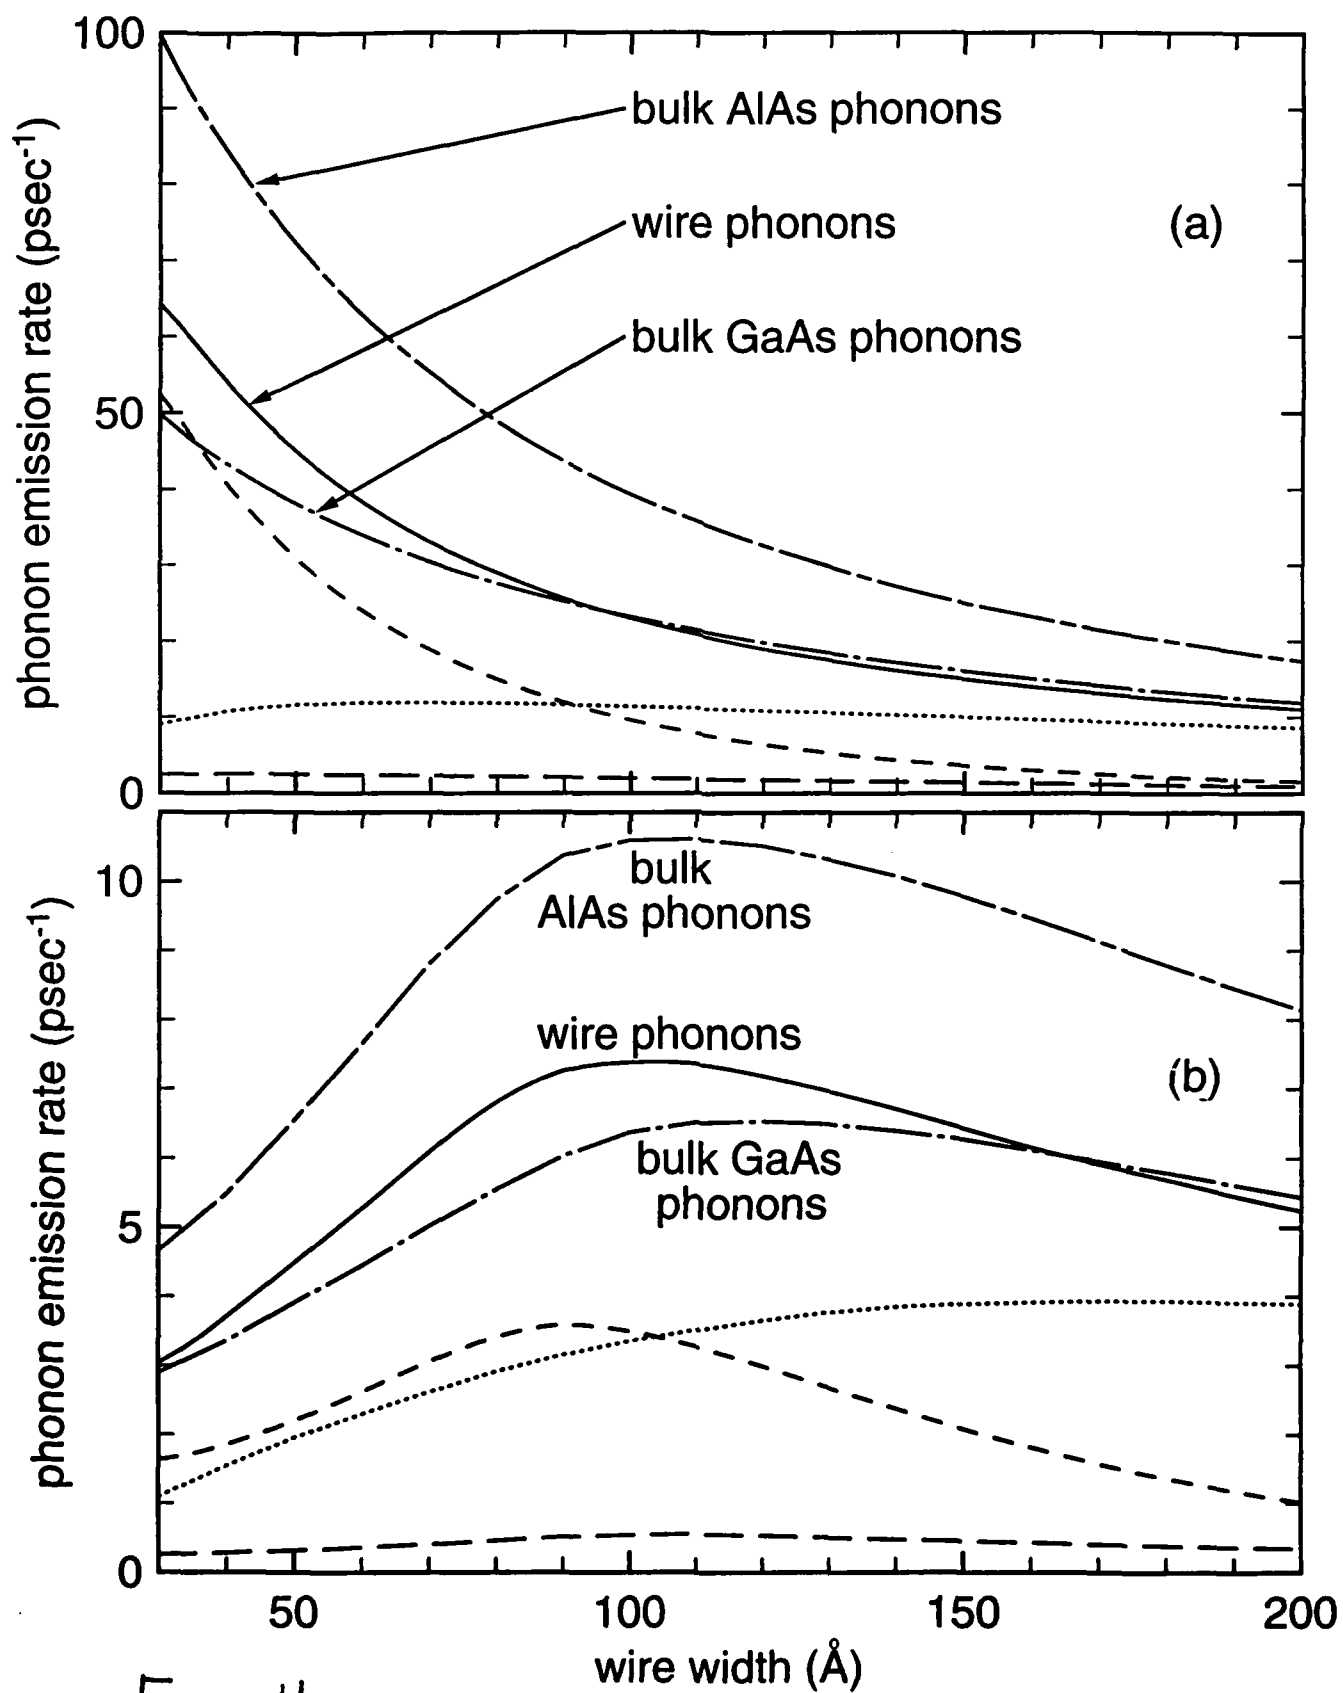 100
bulk AlAs phonons
wire phonons
(a)
bulk GaAs phonons
50
0
phonon emission rate (psec-1)
10
bulk
AlAs phonons
wire phonons
(b)
bulk GaAs
phonons
5
0
phonon emission rate (psec-1)
50 100 150 200
wire width (Å)